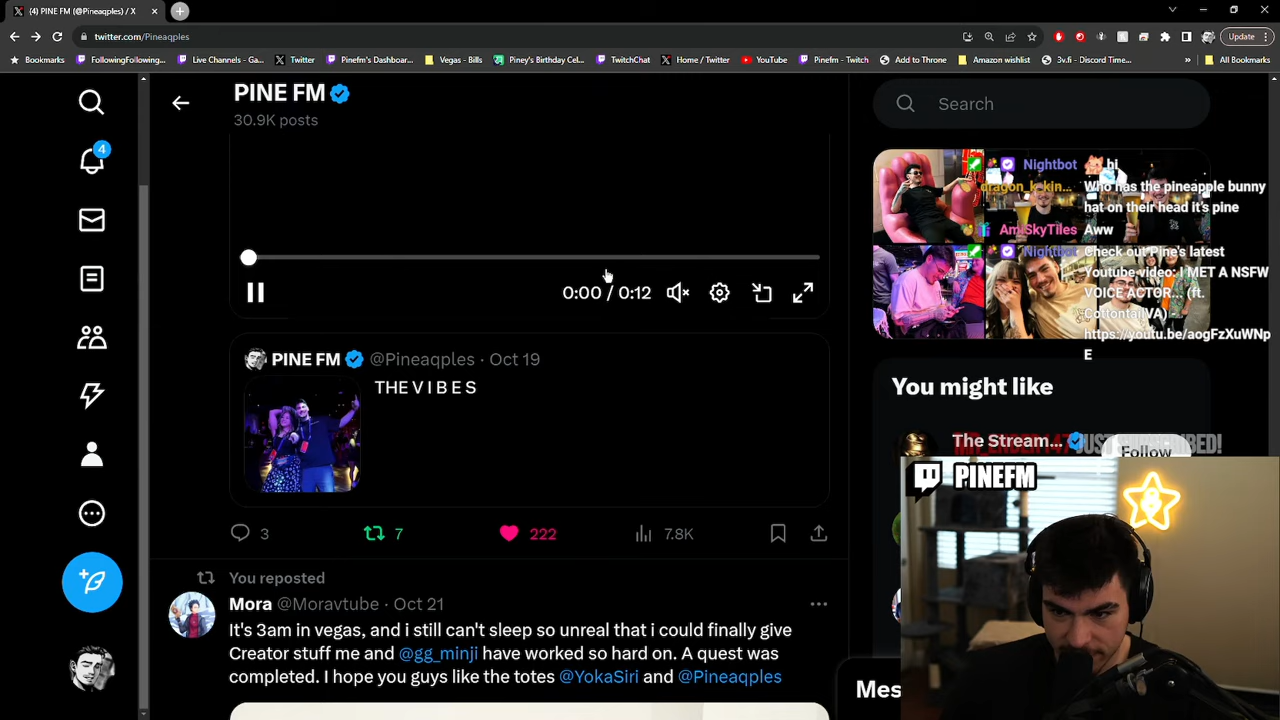 (4) PINE FM (@Pineaqples) / X
twitter.com/Pineaqples
Update
Bookmarks
FollowingFollowing...
Live Channels - Ga...
Twitter
Pinefm's Dashboar...
Vegas - Bills
Piney's Birthday Cel...
TwitchChat
Home / Twitter
YouTube
Pinefm - Twitch
Add to Throne
Amazon wishlist
3v.fi - Discord Time...
»
All Bookmarks
PINE FM
30.9K posts
Search
4
0:00 / 0:12
PINE FM @Pineaqples · Oct 19
THE V I B E S
3
7
222
7.8K
You reposted
Mora @Moravtube · Oct 21
It's 3am in vegas, and i still can't sleep so unreal that i could finally give
Creator stuff me and @gg_minji have worked so hard on. A quest was
completed. I hope you guys like the totes @YokaSiri and @Pineaqples
Nightbot hi
Who has the pineapple bunny
hat on their head it's pine
AmiSkyTiles Aww
Nightbot Check out Pine's latest
Youtube video: I MET A NSFW
VOICE ACTOR... (ft.
CottontailVA) -
https://youtu.be/aogFzXuWNp
E
You might like
The Stream...
JUST SUBSCRIBED!
Follow
PINEFM
Mes